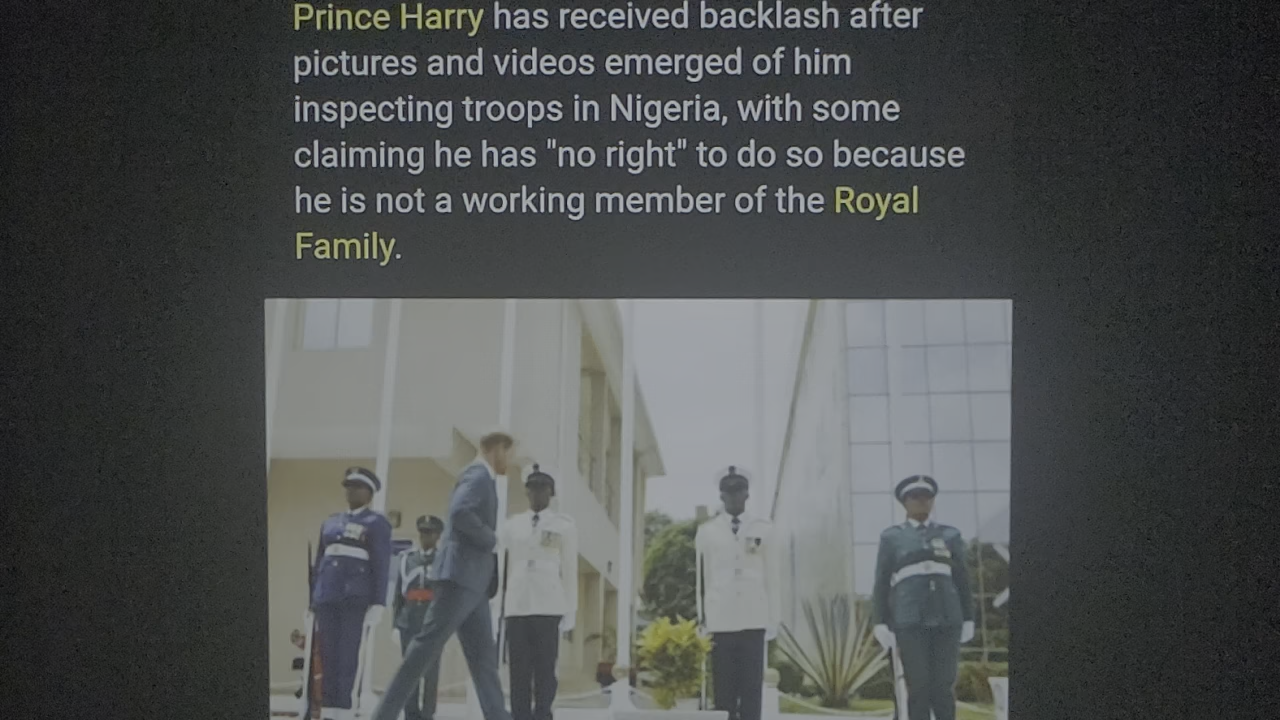 Prince Harry has received backlash after
pictures and videos emerged of him
inspecting troops in Nigeria, with some
claiming he has "no right" to do so because
he is not a working member of the Royal
Family.